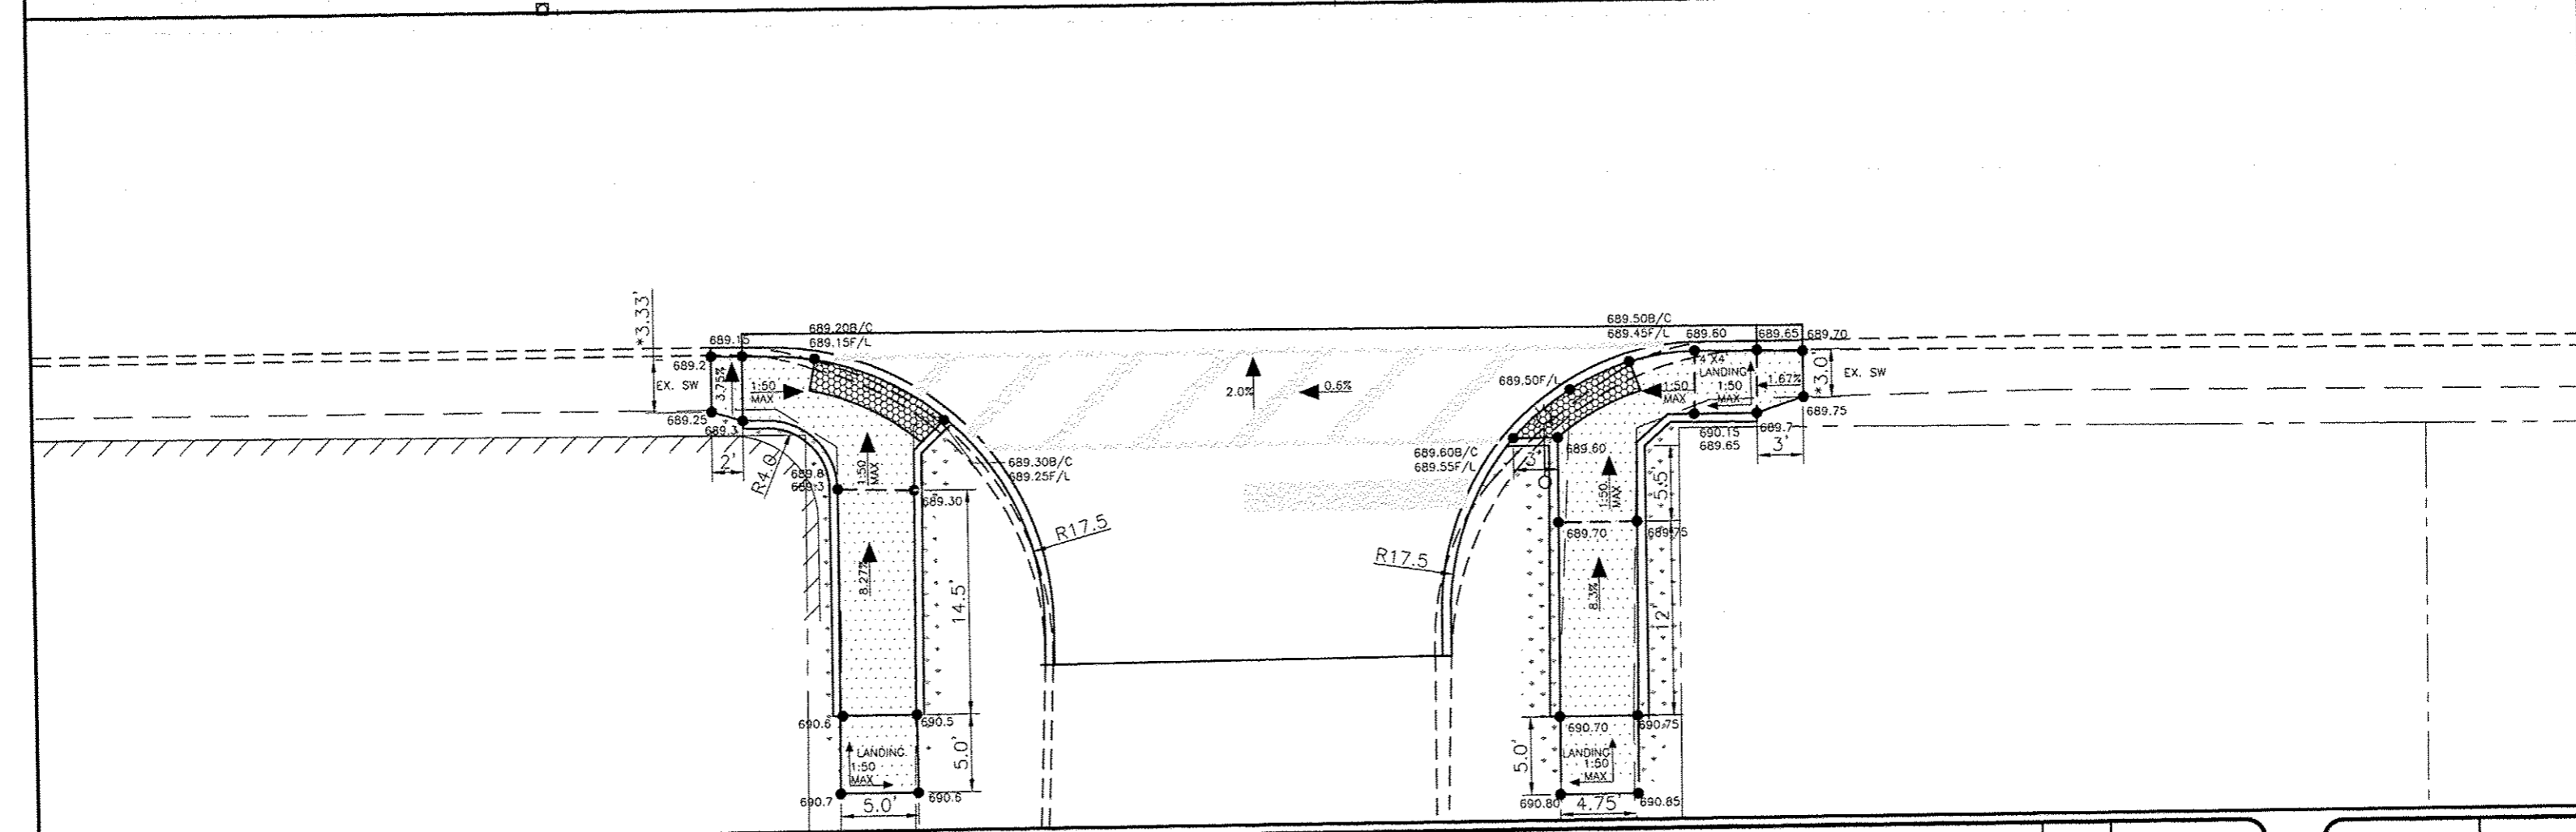 *3.33'
689.15
689.20B/C
689.15F/L
689.2
EX. SW
3.75%
1:50
MAX
689.25
689.3
2'
R4.0
689.8
689.3
1:50
MAX
689.30
689.30B/C
689.25F/L
8.27%
14.5'
R17.5
690.6
690.5
LANDING
1:50
MAX
5.0'
690.7
690.6
5.0'
2.0%
0.6%
689.50B/C
689.45F/L
689.60
689.65
689.70
4'X4'
LANDING
1:50
MAX
1.67%
*3.0'
EX. SW
1:50
MAX
689.50F/L
689.75
689.7
690.15
689.65
3'
689.60B/C
689.55F/L
3'
689.60
1:50
MAX
5.5'
689.70
689.75
R17.5
8.3%
12'
690.70
690.75
LANDING
1:50
MAX
5.0'
690.80
690.85
4.75'